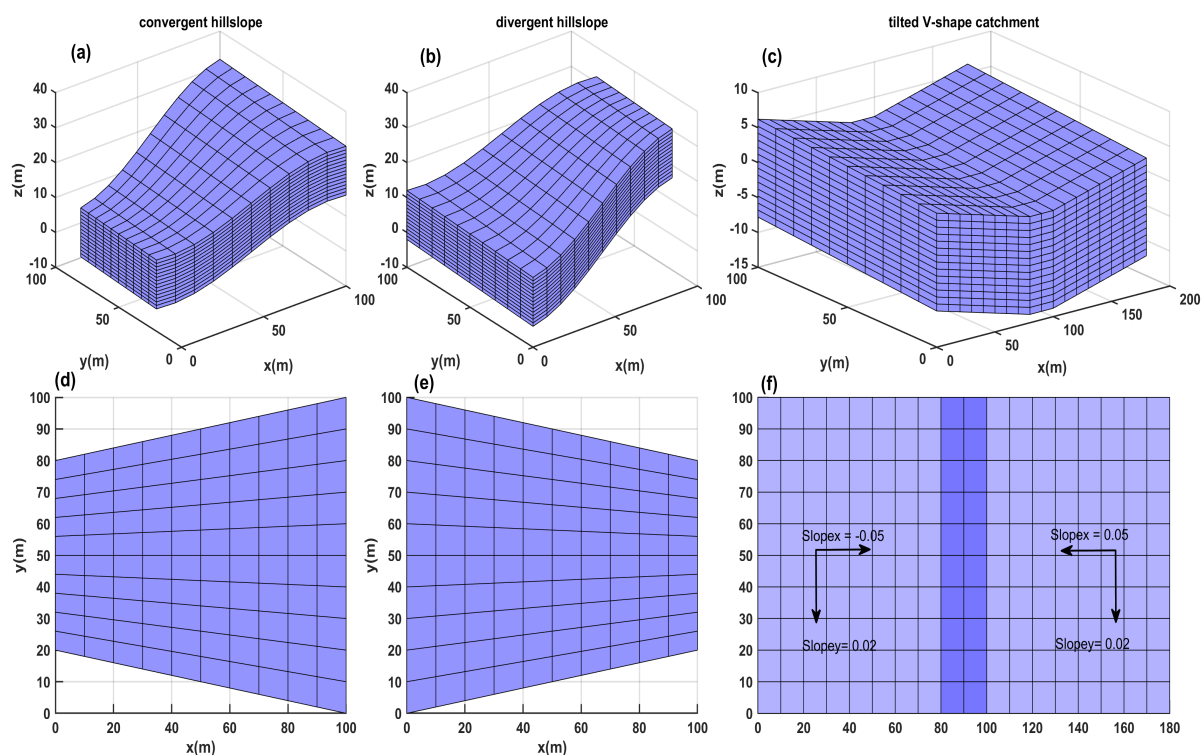 convergent hillslope
divergent hillslope
tilted V-shape catchment
(a)
(b)
(c)
z(m)
40
30
20
10
0
-10
100
50
0
y(m)
0
50
100
x(m)
z(m)
40
30
20
10
0
-10
100
50
0
y(m)
0
50
100
x(m)
z(m)
10
5
0
-5
-10
-15
100
50
0
y(m)
0
50
100
150
200
x(m)
(d)
(e)
(f)
y(m)
100
90
80
70
60
50
40
30
20
10
0
0 20 40 60 80 100
x(m)
y(m)
100
90
80
70
60
50
40
30
20
10
0
0 20 40 60 80 100
x(m)
100
90
80
70
60
50
40
30
20
10
0
Slopex = -0.05
Slopey= 0.02
Slopex = 0.05
Slopey= 0.02
0 20 40 60 80 100 120 140 160 180